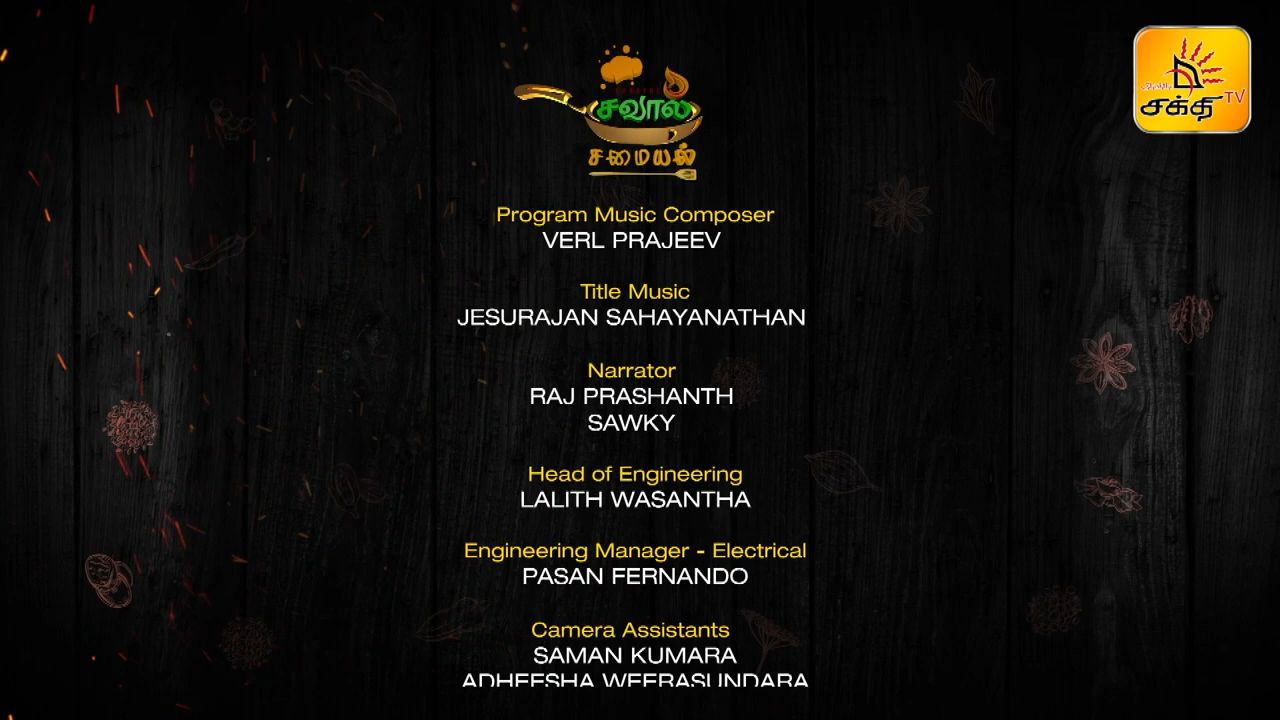 சவால்
சமையல்
சக்தி TV
Program Music Composer
VERL PRAJEEV
Title Music
JESURAJAN SAHAYANATHAN
Narrator
RAJ PRASHANTH
SAWKY
Head of Engineering
LALITH WASANTHA
Engineering Manager - Electrical
PASAN FERNANDO
Camera Assistants
SAMAN KUMARA
ADHEESHA WEERASUNDARA